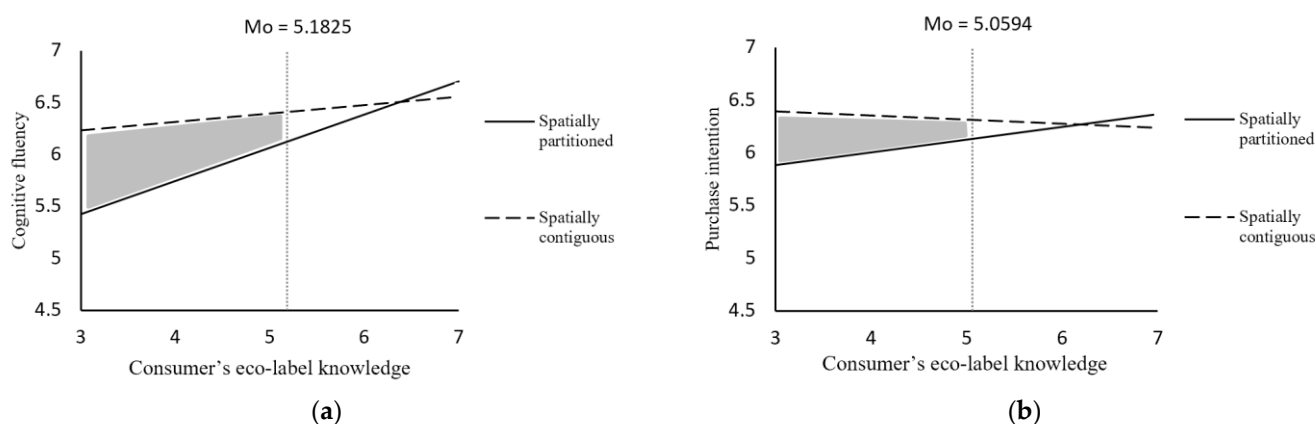 Mo = 5.1825
7
6.5
6
5.5
5
4.5
Cognitive fluency
3 4 5 6 7
Consumer’s eco-label knowledge
Spatially
partitioned
Spatially
contiguous
(a)
Mo = 5.0594
7
6.5
6
5.5
5
4.5
Purchase intention
3 4 5 6 7
Consumer’s eco-label knowledge
Spatially
partitioned
Spatially
contiguous
(b)